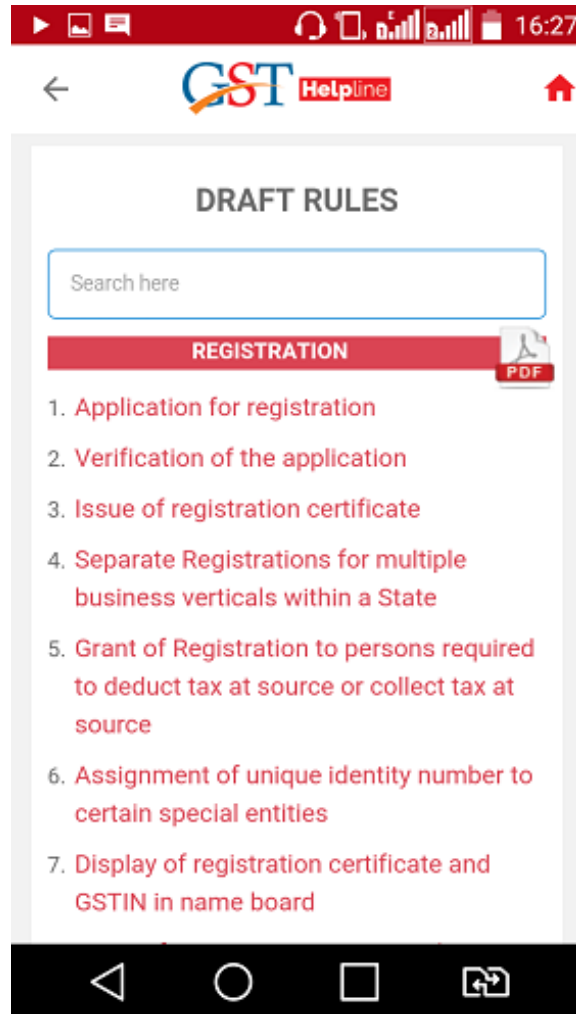 16:27
GST Helpline
DRAFT RULES
Search here
REGISTRATION
PDF
1. Application for registration
2. Verification of the application
3. Issue of registration certificate
4. Separate Registrations for multiple
business verticals within a State
5. Grant of Registration to persons required
to deduct tax at source or collect tax at
source
6. Assignment of unique identity number to
certain special entities
7. Display of registration certificate and
GSTIN in name board